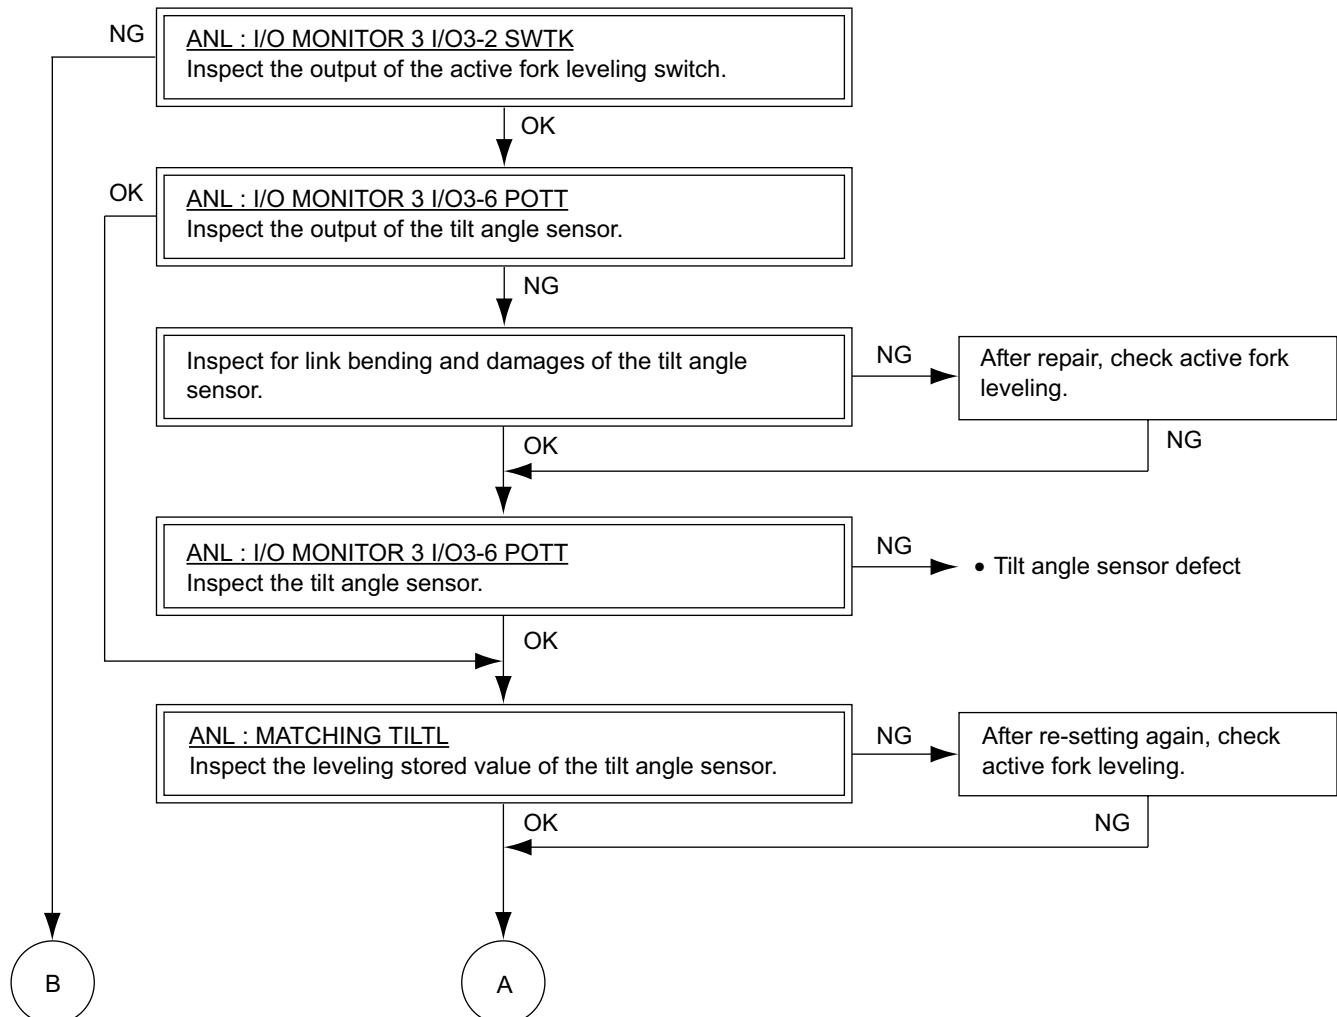 NG
ANL : I/O MONITOR 3 I/O3-2 SWTK
Inspect the output of the active fork leveling switch.
OK
OK
ANL : I/O MONITOR 3 I/O3-6 POTT
Inspect the output of the tilt angle sensor.
NG
Inspect for link bending and damages of the tilt angle
sensor.
NG
After repair, check active fork
leveling.
OK
NG
ANL : I/O MONITOR 3 I/O3-6 POTT
Inspect the tilt angle sensor.
NG
• Tilt angle sensor defect
OK
ANL : MATCHING TILTL
Inspect the leveling stored value of the tilt angle sensor.
NG
After re-setting again, check
active fork leveling.
OK
NG
B
A